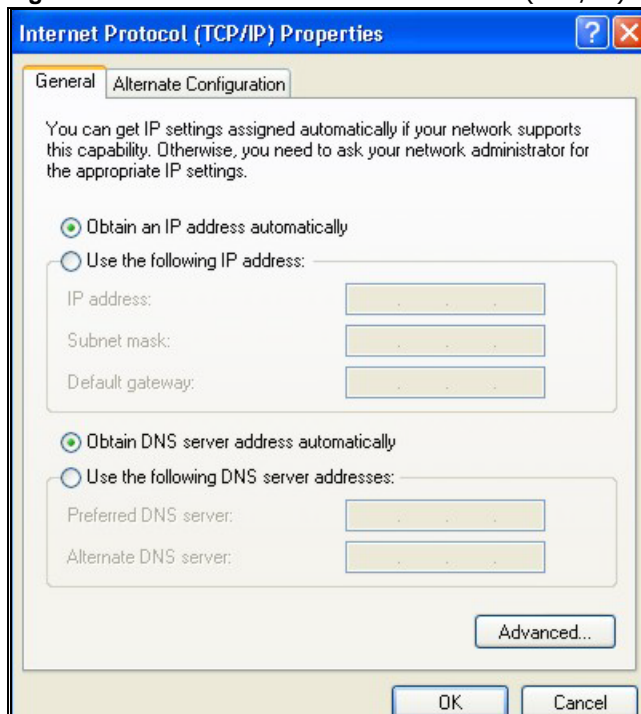 Internet Protocol (TCP/IP) Properties
General
Alternate Configuration
You can get IP settings assigned automatically if your network supports
this capability. Otherwise, you need to ask your network administrator for
the appropriate IP settings.
Obtain an IP address automatically
Use the following IP address:
IP address:
Subnet mask:
Default gateway:
Obtain DNS server address automatically
Use the following DNS server addresses:
Preferred DNS server:
Alternate DNS server:
Advanced...
OK
Cancel